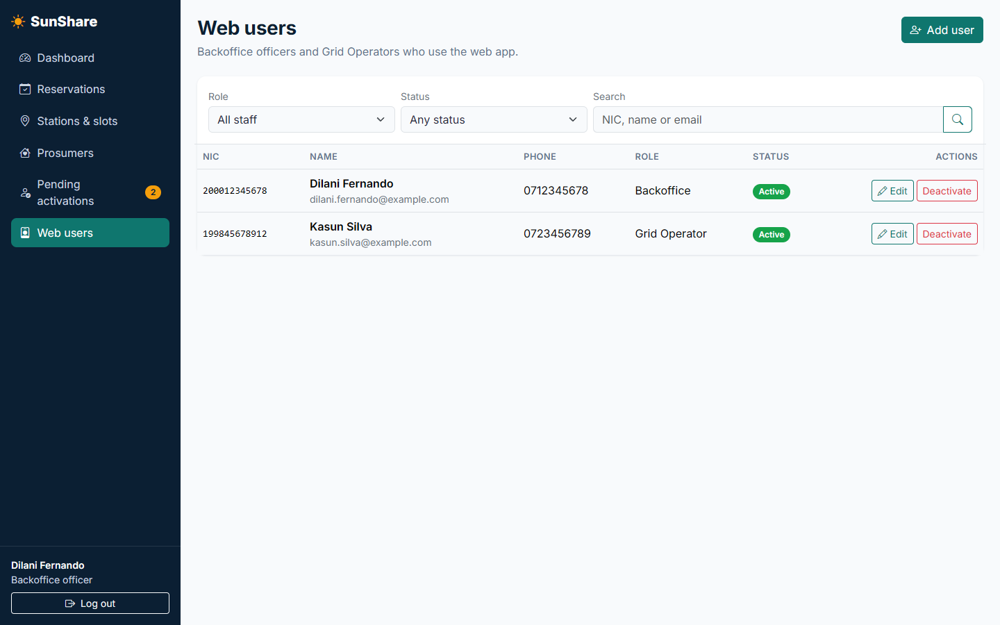 SunShare
Dashboard
Reservations
Stations & slots
Prosumers
Pending
activations
2
Web users
Dilani Fernando
Backoffice officer
Log out
Web users
Backoffice officers and Grid Operators who use the web app.
Add user
Role Status Search
All staff Any status NIC, name or email
NIC NAME PHONE ROLE STATUS ACTIONS
200012345678 Dilani Fernando 0712345678 Backoffice Active Edit Deactivate
dilani.fernando@example.com
199845678912 Kasun Silva 0723456789 Grid Operator Active Edit Deactivate
kasun.silva@example.com